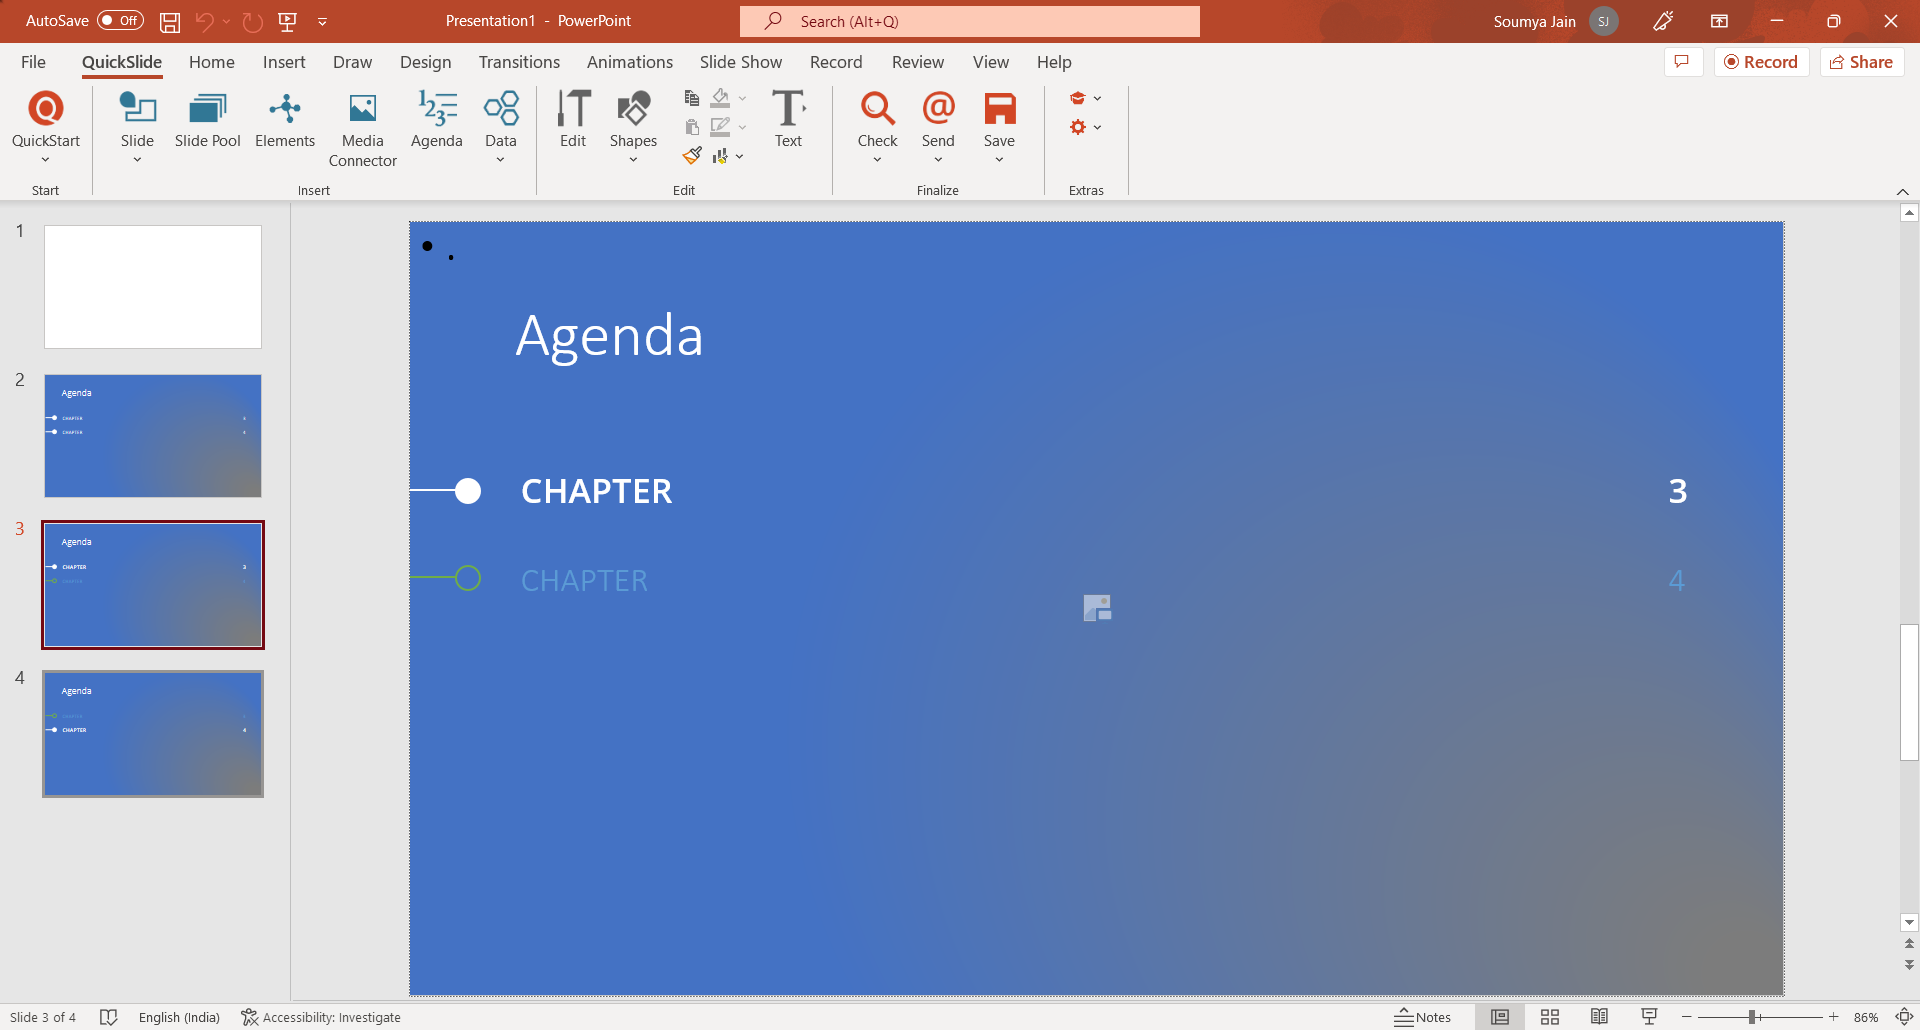 AutoSave Off Presentation1 - PowerPoint Search (Alt+Q) Soumya Jain SJ
File QuickSlide Home Insert Draw Design Transitions Animations Slide Show Record Review View Help Record Share
QuickStart Slide Slide Pool Elements Media Connector Agenda Data Edit Shapes Text Check Send Save
Start Insert Edit Finalize Extras
1
2
Agenda
CHAPTER 3
CHAPTER 4
3
Agenda
CHAPTER 3
4
Agenda
CHAPTER 4
Agenda
CHAPTER 3
CHAPTER 4
Slide 3 of 4 English (India) Accessibility: Investigate Notes 86%